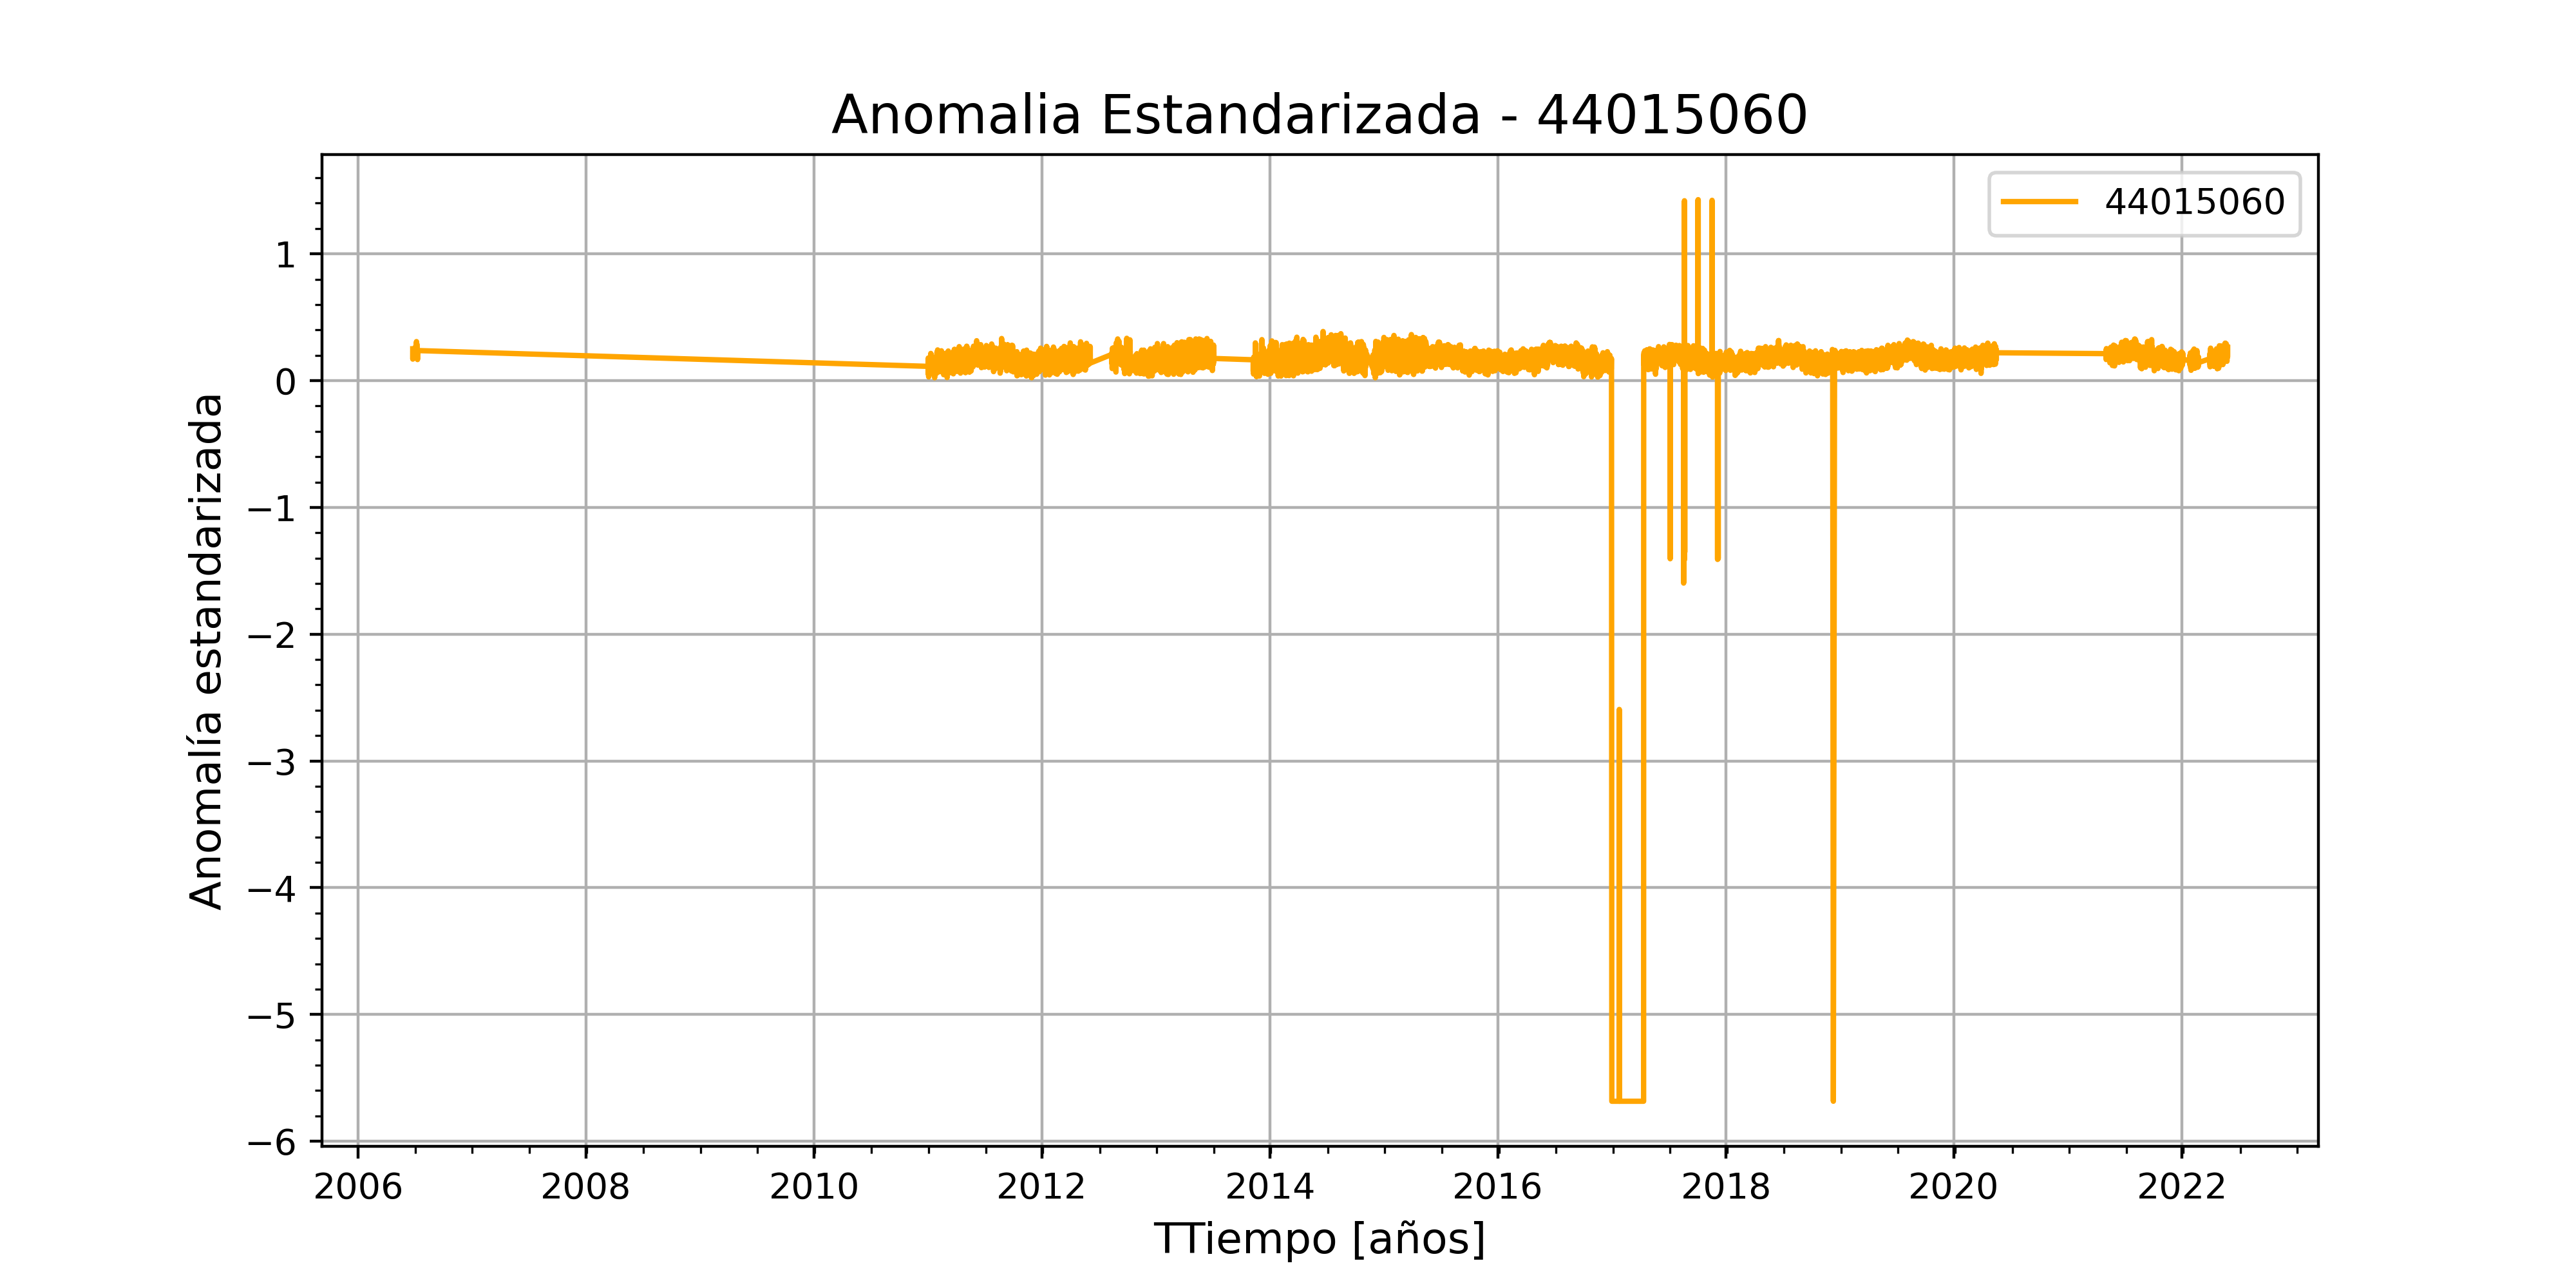 Anomalia Estandarizada - 44015060
44015060
Anomalía estandarizada
1
0
−1
−2
−3
−4
−5
−6
2006 2008 2010 2012 2014 2016 2018 2020 2022
TTiempo [años]